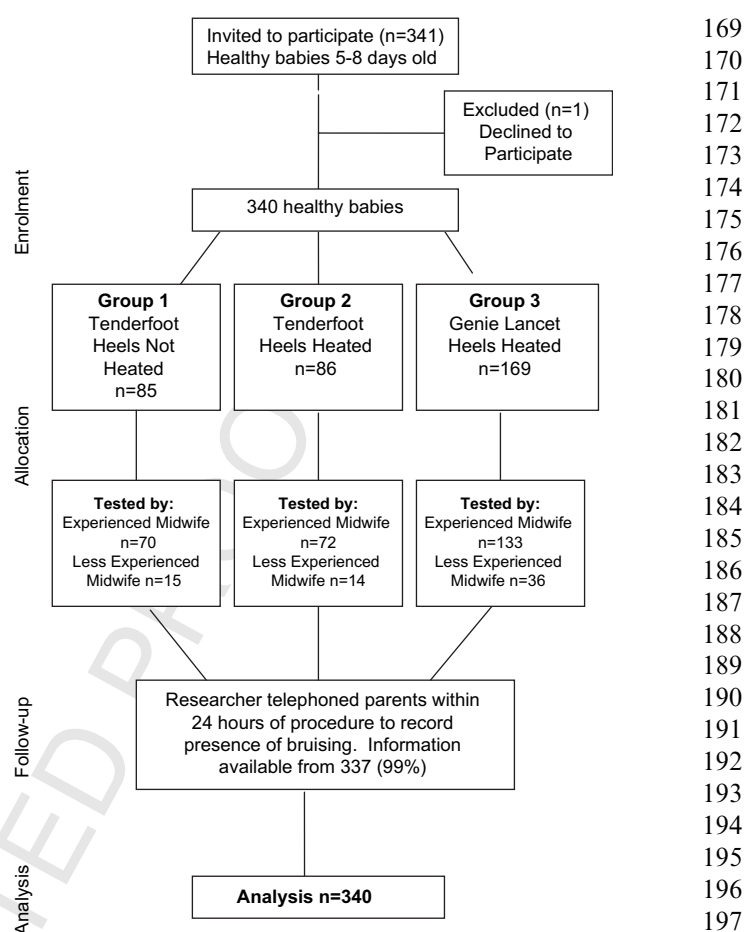 Invited to participate (n=341)
Healthy babies 5-8 days old
Excluded (n=1)
Declined to
Participate
Enrolment
340 healthy babies
Group 1
Tenderfoot
Heels Not
Heated
n=85
Group 2
Tenderfoot
Heels Heated
n=86
Group 3
Genie Lancet
Heels Heated
n=169
Allocation
Tested by:
Experienced Midwife
n=70
Less Experienced
Midwife n=15
Tested by:
Experienced Midwife
n=72
Less Experienced
Midwife n=14
Tested by:
Experienced Midwife
n=133
Less Experienced
Midwife n=36
Follow-up
Researcher telephoned parents within
24 hours of procedure to record
presence of bruising. Information
available from 337 (99%)
Analysis
Analysis n=340
TED PRO
169
170
171
172
173
174
175
176
177
178
179
180
181
182
183
184
185
186
187
188
189
190
191
192
193
194
195
196
197